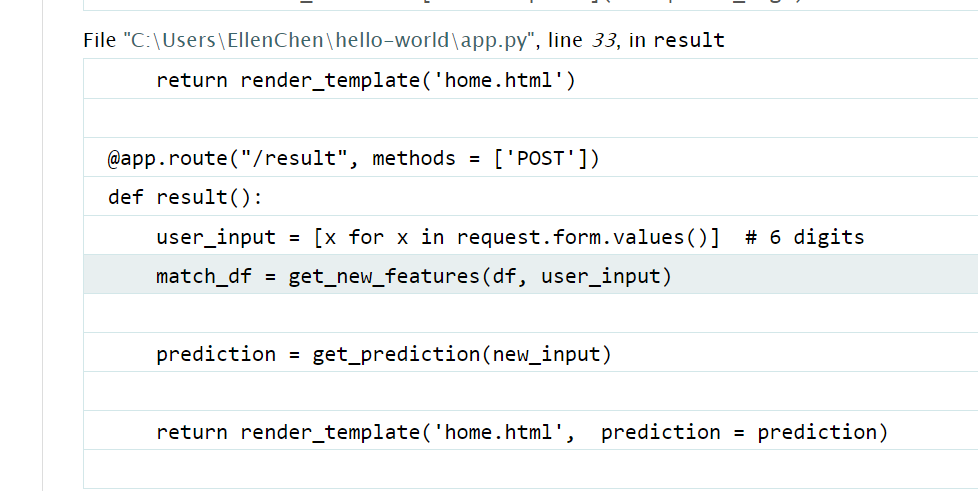 File "C:\Users\EllenChen\hello-world\app.py", line 33, in result
return render_template('home.html')
@app.route("/result", methods = ['POST'])
def result():
user_input = [x for x in request.form.values()]  # 6 digits
match_df = get_new_features(df, user_input)
prediction = get_prediction(new_input)
return render_template('home.html',  prediction = prediction)